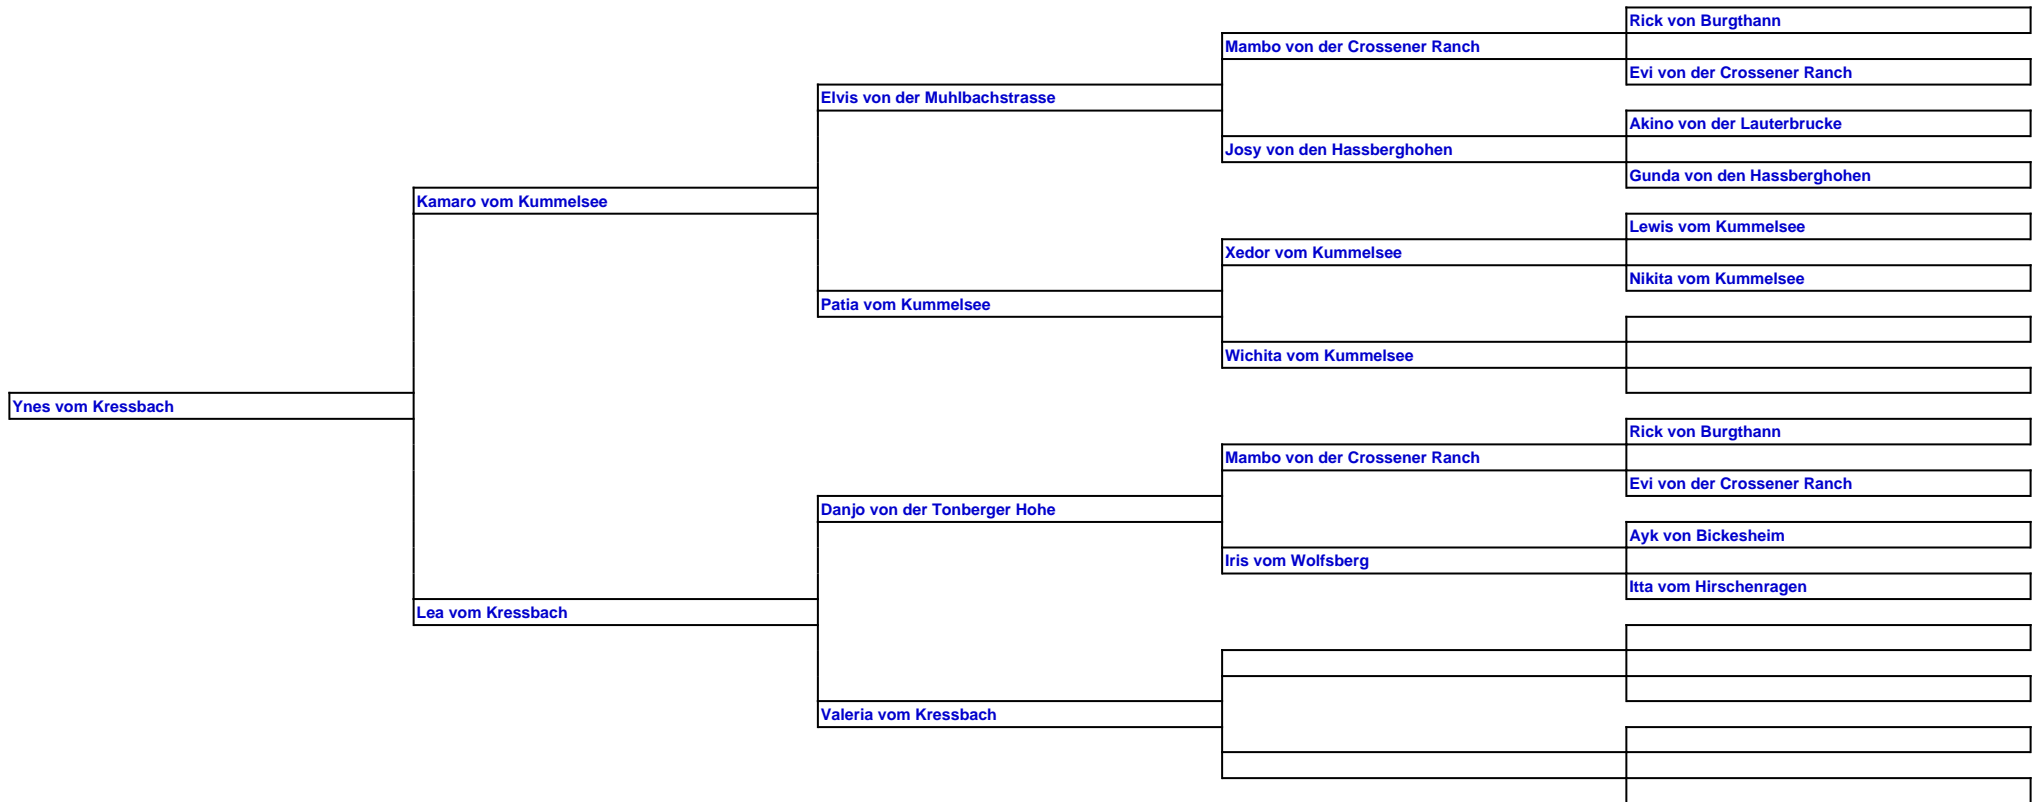 Rick von Burgthann
Mambo von der Crossener Ranch
Evi von der Crossener Ranch
Elvis von der Muhlbachstrasse
Akino von der Lauterbrucke
Josy von den Hassberghohen
Gunda von den Hassberghohen
Kamaro vom Kummelsee
Lewis vom Kummelsee
Xedor vom Kummelsee
Nikita vom Kummelsee
Patia vom Kummelsee
Wichita vom Kummelsee
Ynes vom Kressbach
Rick von Burgthann
Mambo von der Crossener Ranch
Evi von der Crossener Ranch
Danjo von der Tonberger Hohe
Ayk von Bickesheim
Iris vom Wolfsberg
Itta vom Hirschenragen
Lea vom Kressbach
Valeria vom Kressbach